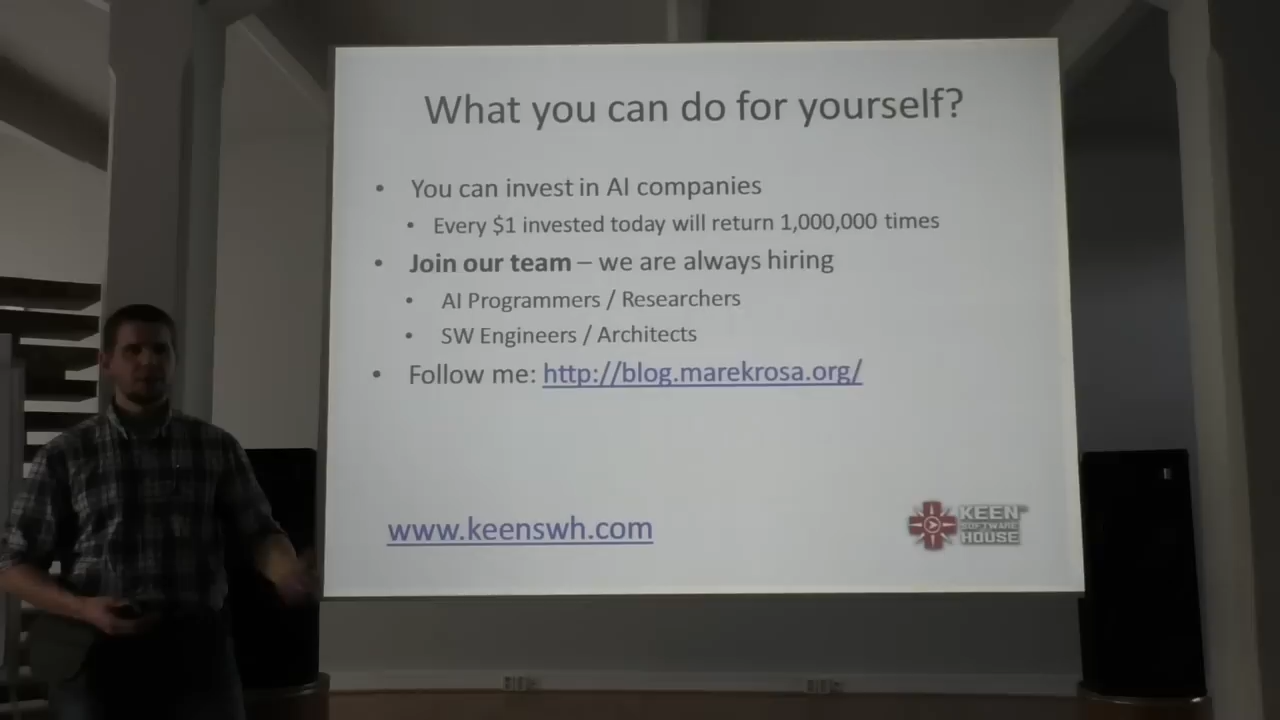 What you can do for yourself?
• You can invest in AI companies
• Every $1 invested today will return 1,000,000 times
• Join our team – we are always hiring
• AI Programmers / Researchers
• SW Engineers / Architects
• Follow me: http://blog.marekrosa.org/
www.keenswh.com
KEEN
SOFTWARE
HOUSE